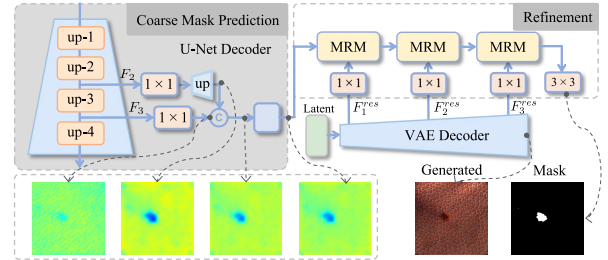 Coarse Mask Prediction
Refinement
U-Net Decoder
up-1
up-2
up-3
up-4
F₂
1 × 1
up
F₃
1 × 1
C
MRM
MRM
MRM
1×1
1×1
1×1
3×3
Latent
F₁ʳᵉˢ
F₂ʳᵉˢ
F₃ʳᵉˢ
VAE Decoder
Generated
Mask